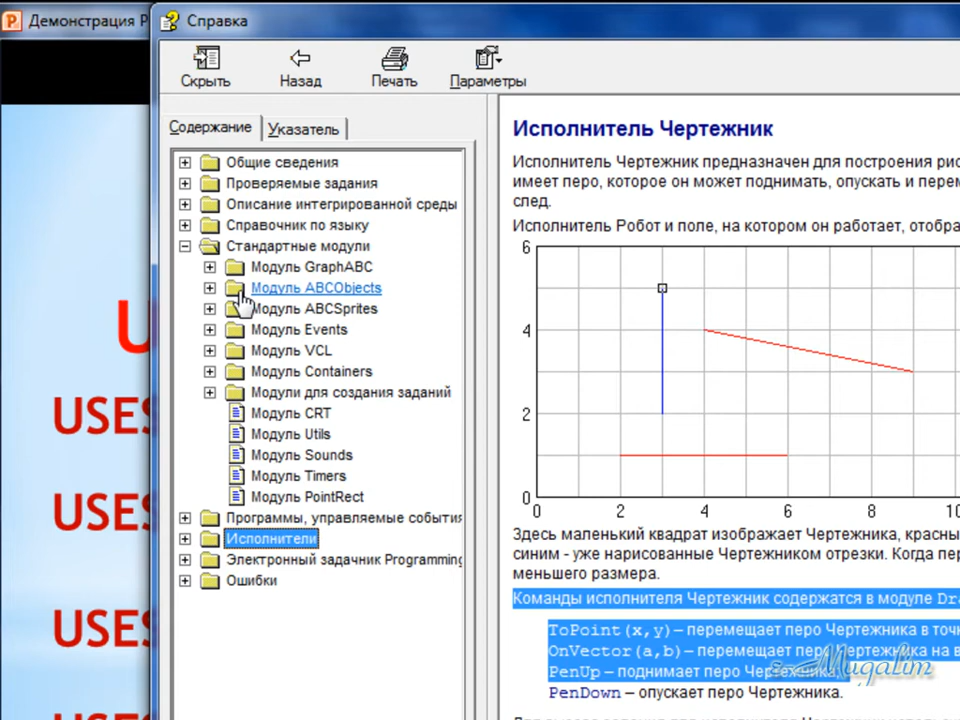 Демонстрация P
Справка
Скрыть
Назад
Печать
Параметры
Содержание
Указатель
Общие сведения
Проверяемые задания
Описание интегрированной среды
Справочник по языку
Стандартные модули
Модуль GraphABC
Модуль ABCObjects
Модуль ABCSprites
Модуль Events
Модуль VCL
Модуль Containers
Модули для создания заданий
Модуль CRT
Модуль Utils
Модуль Sounds
Модуль Timers
Модуль PointRect
Программы, управляемые события
Исполнители
Электронный задачник Programming
Ошибки
U
USES
USES
USES
Исполнитель Чертежник
Исполнитель Чертежник предназначен для построения рис
имеет перо, которое он может поднимать, опускать и пере
след.
Исполнитель Робот и поле, на котором он работает, отобра
6
4
2
0
0 2 4 6 8 10
Здесь маленький квадрат изображает Чертежника, красны
синим - уже нарисованные Чертежником отрезки. Когда пер
меньшего размера.
Команды исполнителя Чертежник содержатся в модуле Dr
ToPoint(x,y) – перемещает перо Чертежника в точк
OnVector(a,b) – перемещает перо Чертежника на в
PenUp – поднимает перо Чертежника;
PenDown – опускает перо Чертежника.
e-Mugalim